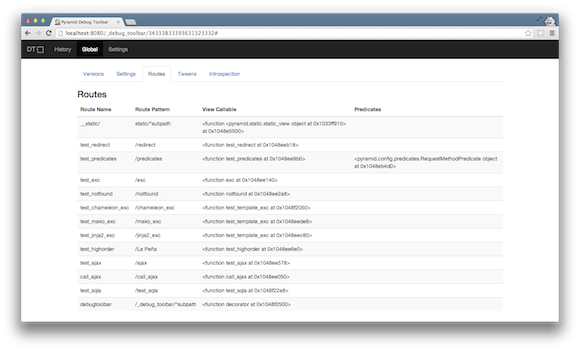 Pyramid Debug Toolbar
localhost:8080/_debug_toolbar/343338333936313233332#
DT History Global Settings
Versions Settings Routes Tweens Introspection
Routes
Route Name Route Pattern View Callable Predicates
__static/ static/*subpath <function <pyramid.static.static_view object at 0x1033ff910>
at 0x1048e5500>
test_redirect /redirect <function test_redirect at 0x1048eeb18>
test_predicates /predicates <function test_predicates at 0x1048ee9b0> <pyramid.config.predicates.RequestMethodPredicate object
at 0x1048eb4d0>
test_exc /exc <function exc at 0x1048ee140>
test_notfound /notfound <function notfound at 0x1048ee2a8>
test_chameleon_exc /chameleon_exc <function test_template_exc at 0x1048f2050>
test_mako_exc /mako_exc <function test_template_exc at 0x1048eede8>
test_jinja2_exc /jinja2_exc <function test_template_exc at 0x1048eec80>
test_highorder /La Peña <function test_highorder at 0x1048ee6e0>
test_ajax /ajax <function test_ajax at 0x1048ee578>
call_ajax /call_ajax <function call_ajax at 0x1048ee050>
test_sqla /test_sqla <function test_sqla at 0x1048f22a8>
debugtoolbar /_debug_toolbar/*subpath <function decorator at 0x1048f2500>